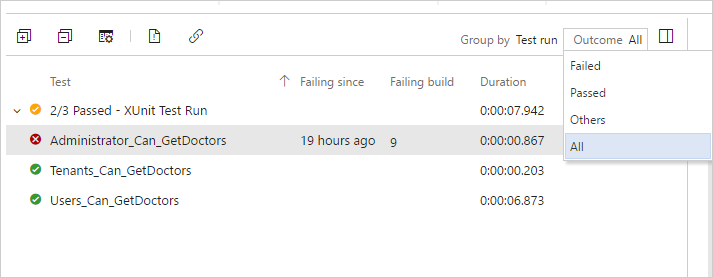 Group by Test run Outcome All
Failed
Passed
Others
All
Test Failing since Failing build Duration
2/3 Passed - XUnit Test Run 0:00:07.942
Administrator_Can_GetDoctors 19 hours ago 9 0:00:00.867
Tenants_Can_GetDoctors 0:00:00.203
Users_Can_GetDoctors 0:00:06.873